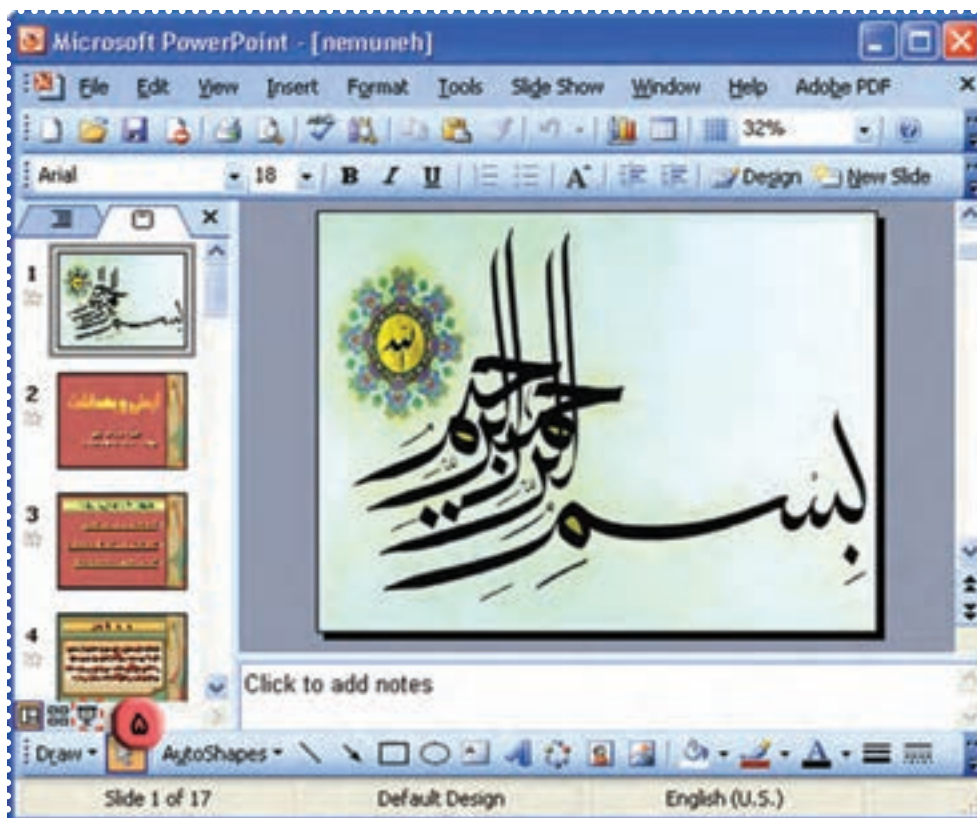 Microsoft PowerPoint - [nemuneh]
File Edit View Insert Format Tools Slide Show Window Help Adobe PDF
32%
Arial 18 B I U A Design New Slide
1
2
3
4
الله
بسم الله الرحمن الرحیم
Click to add notes
۵
Draw AutoShapes A
Slide 1 of 17 Default Design English (U.S.)